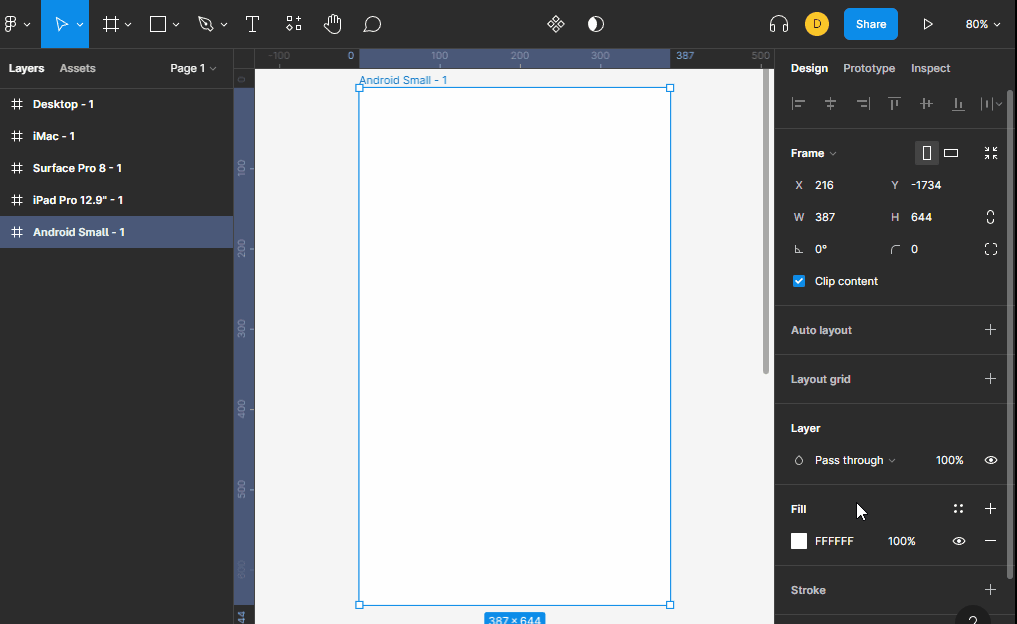 D
Share
80%
Layers
Assets
Page 1
Desktop - 1
iMac - 1
Surface Pro 8 - 1
iPad Pro 12.9" - 1
Android Small - 1
-100
0
100
200
300
387
500
0
100
200
300
400
500
600
44
Android Small - 1
387 × 644
Design
Prototype
Inspect
Frame
X 216
Y -1734
W 387
H 644
0°
0
Clip content
Auto layout
Layout grid
Layer
Pass through
100%
Fill
FFFFFF
100%
Stroke
?